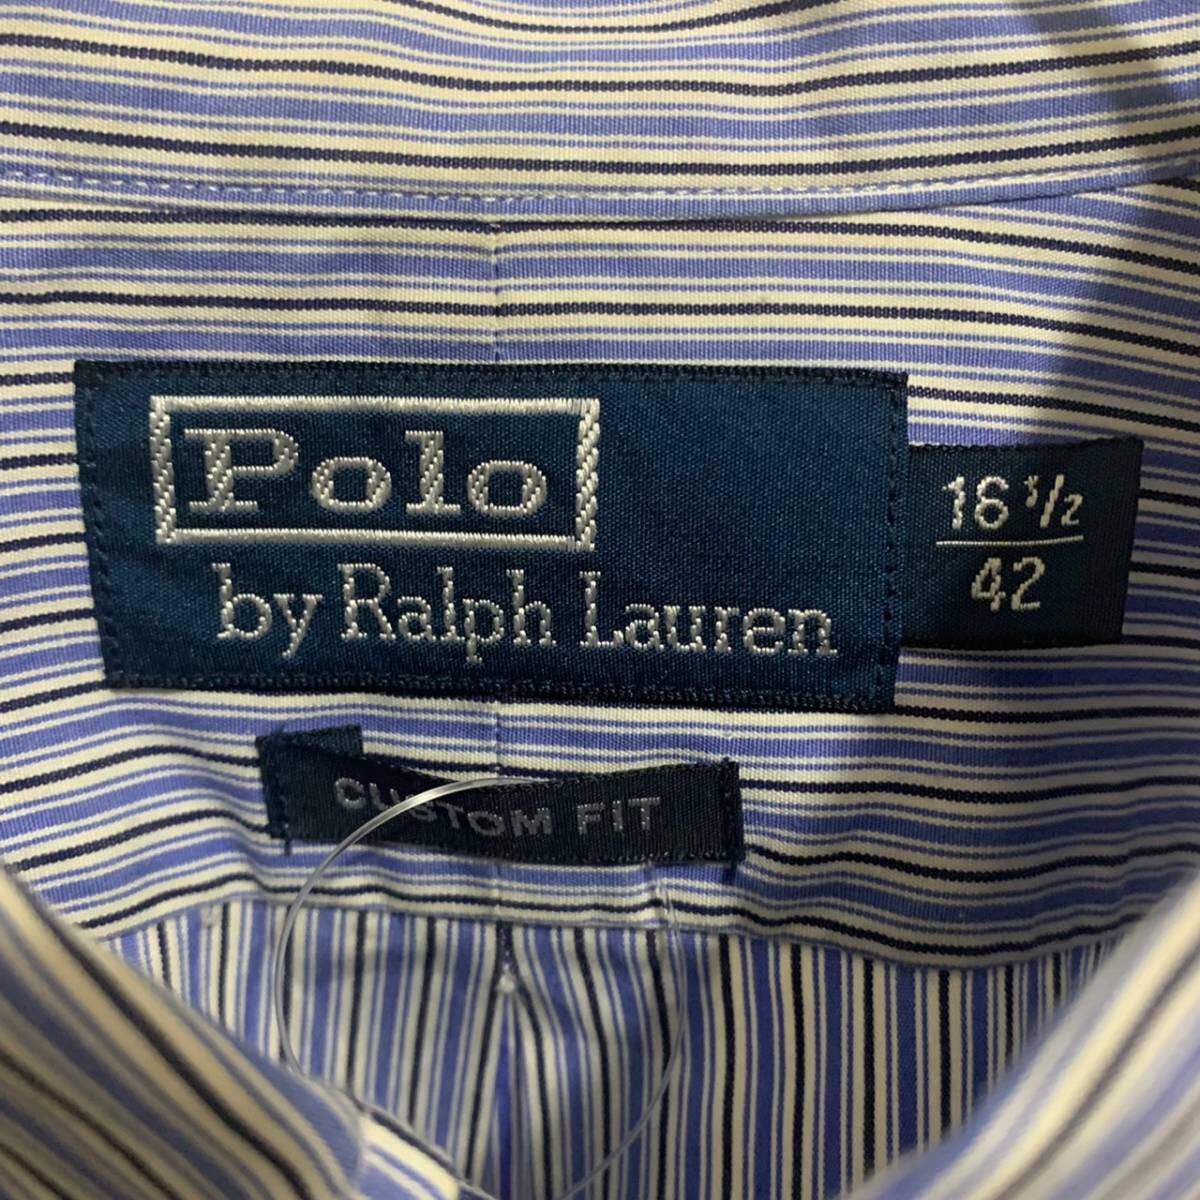 Polo
by Ralph Lauren
16 1/2
42
CUSTOM FIT